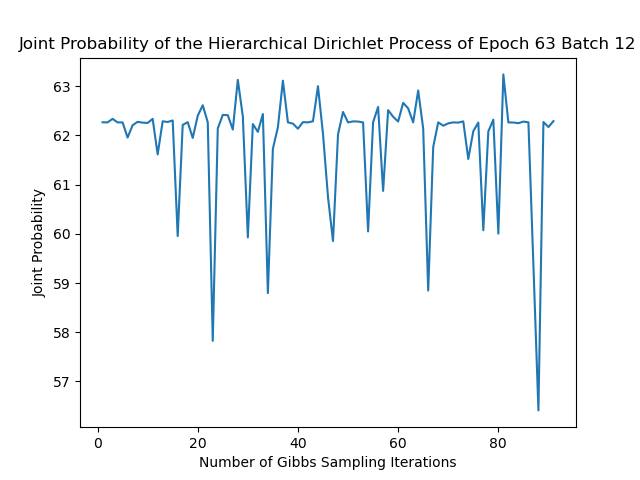 Joint Probability of the Hierarchical Dirichlet Process of Epoch 63 Batch 12
63
62
61
60
59
58
57
Joint Probability
0 20 40 60 80
Number of Gibbs Sampling Iterations